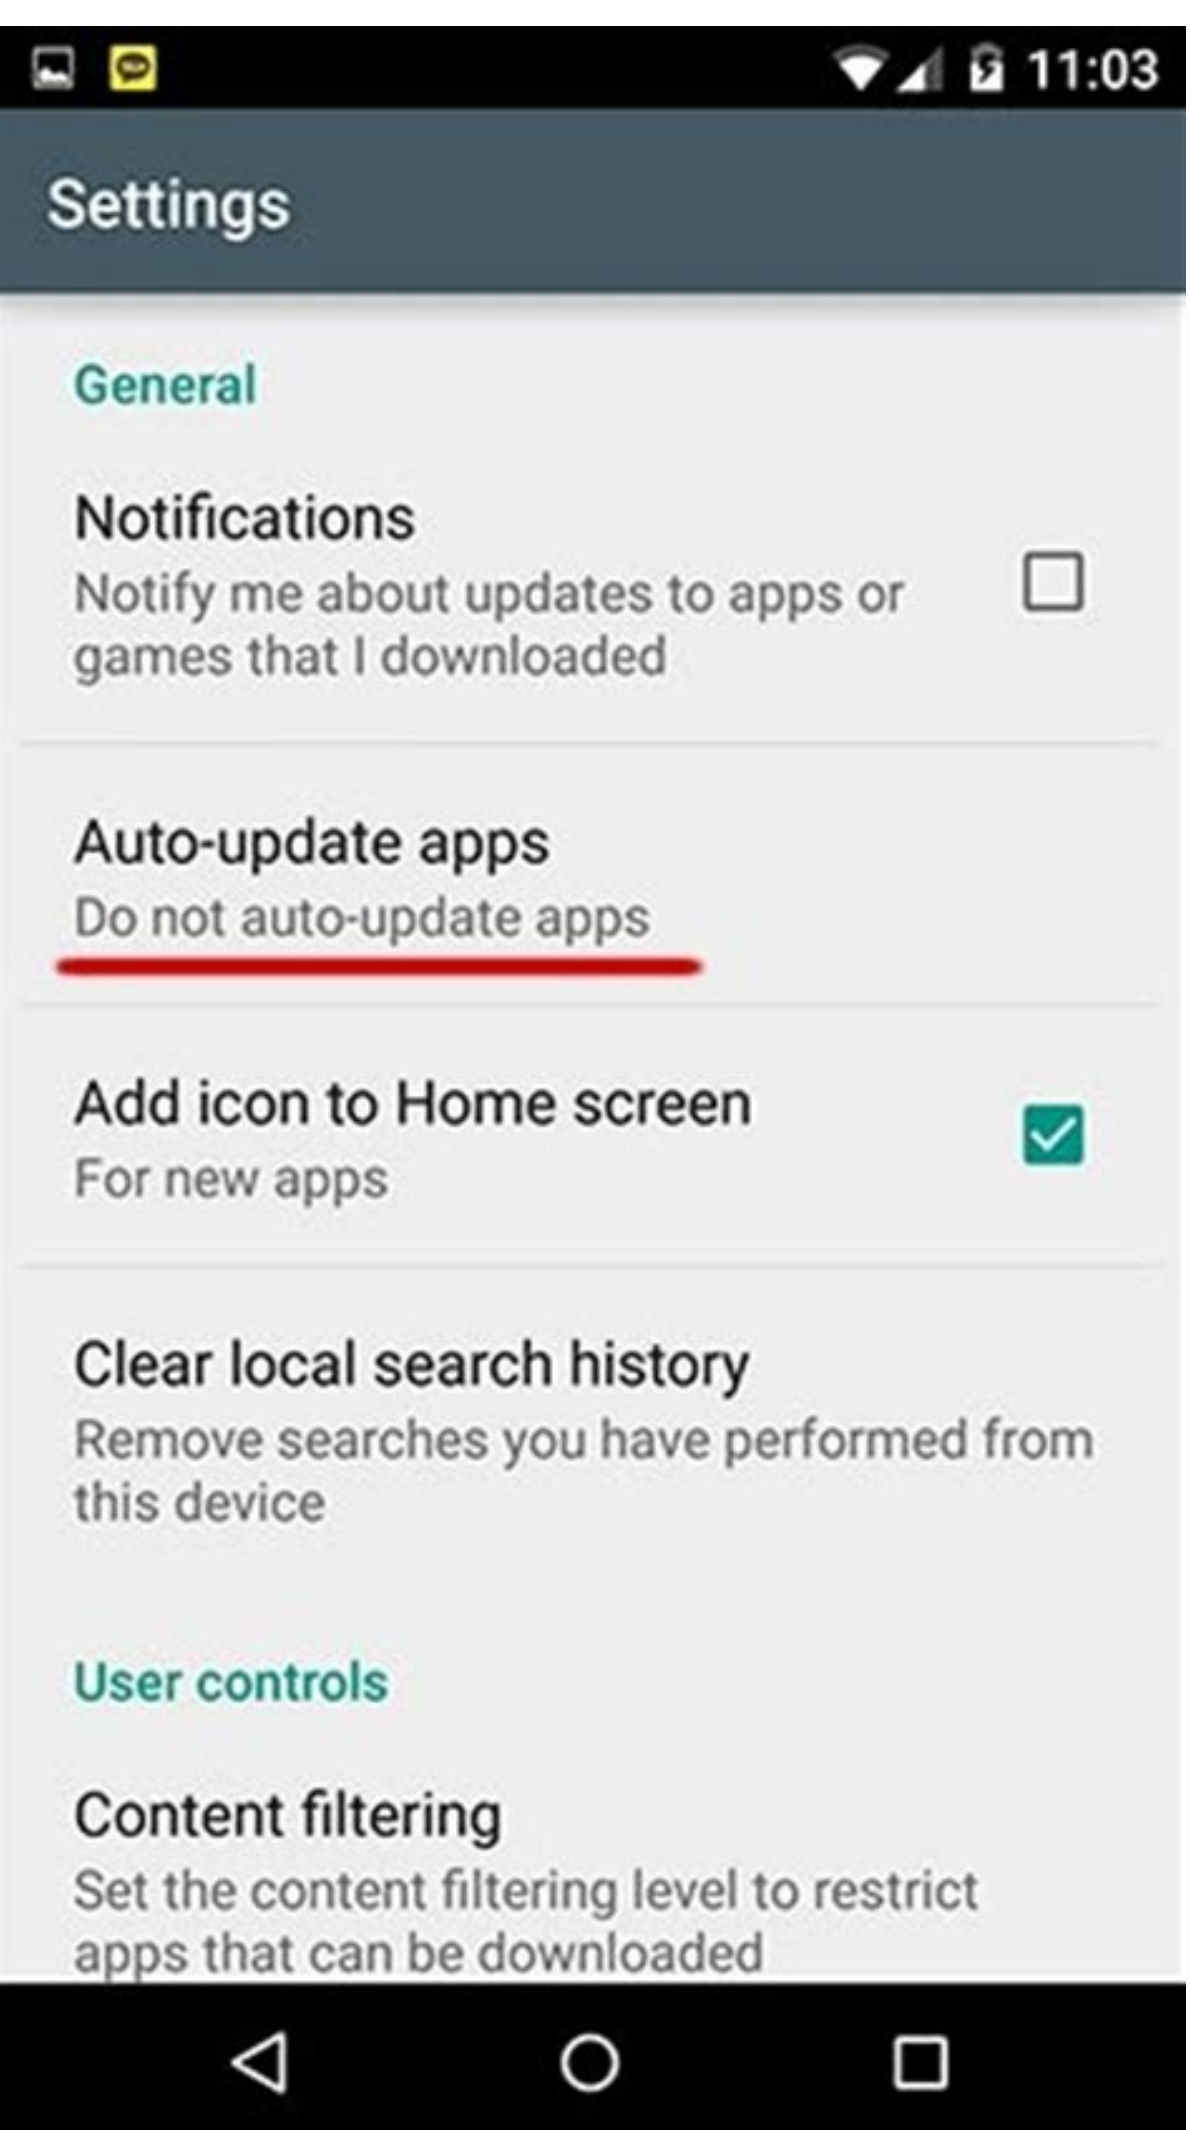 11:03
Settings
General
Notifications
Notify me about updates to apps or
games that I downloaded
Auto-update apps
Do not auto-update apps
Add icon to Home screen
For new apps
Clear local search history
Remove searches you have performed from
this device
User controls
Content filtering
Set the content filtering level to restrict
apps that can be downloaded